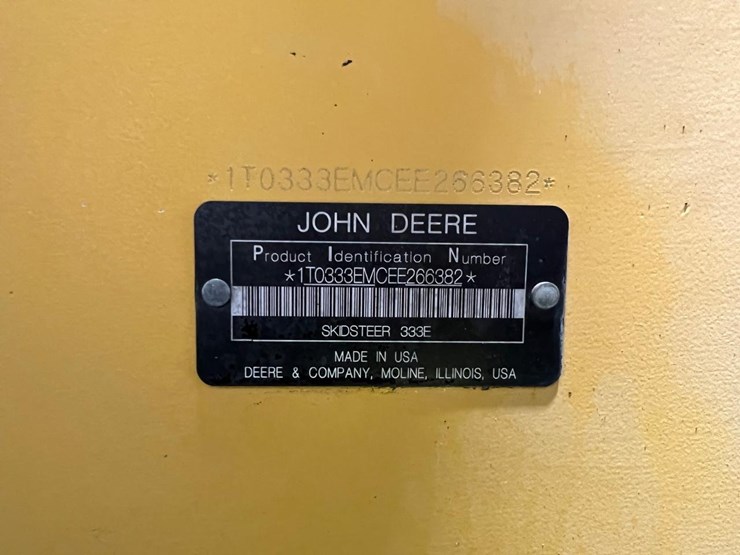 *1T0333EMCEE266382*
JOHN DEERE
Product Identification Number
*1T0333EMCEE266382*
SKIDSTEER 333E
MADE IN USA
DEERE & COMPANY, MOLINE, ILLINOIS, USA